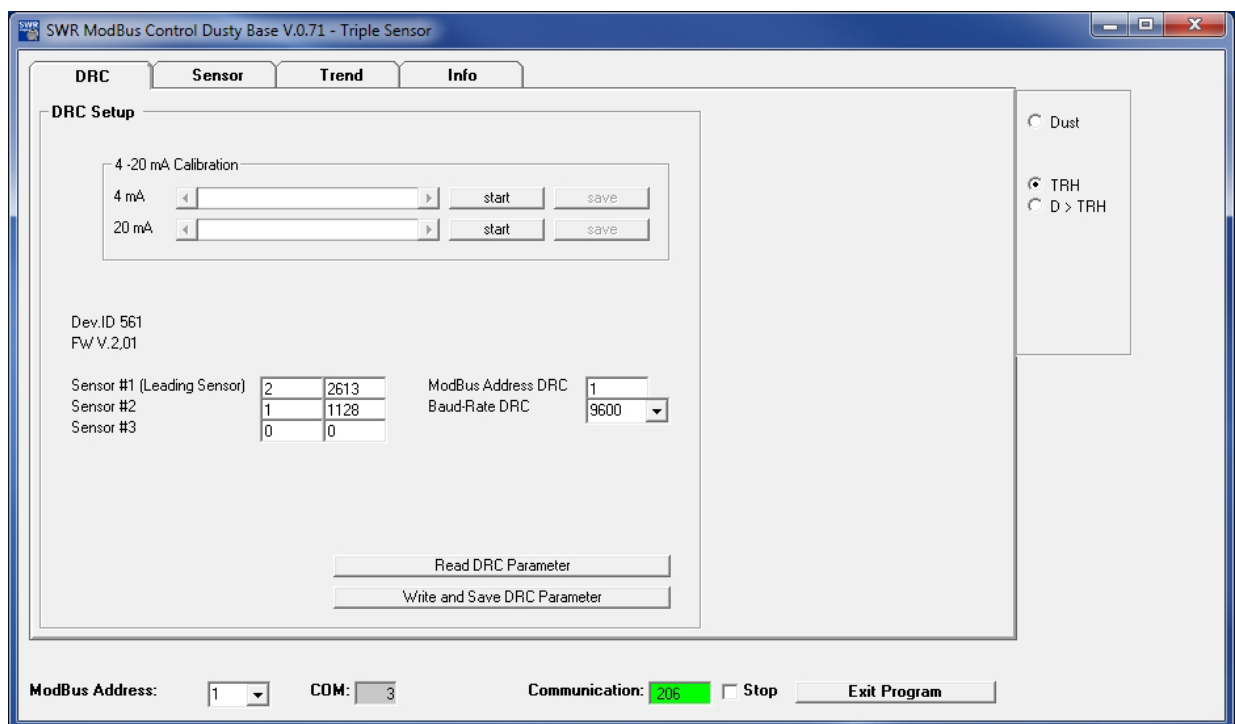 SWR ModBus Control Dusty Base V.0.71 - Triple Sensor
DRC Sensor Trend Info
DRC Setup
4 -20 mA Calibration
4 mA start save
20 mA start save
Dust
TRH
D > TRH
Dev.ID 561
FW V.2,01
Sensor #1 (Leading Sensor) 2 2613
Sensor #2 1 1128
Sensor #3 0 0
ModBus Address DRC 1
Baud-Rate DRC 9600
Read DRC Parameter
Write and Save DRC Parameter
ModBus Address: 1 COM: 3 Communication: 206 Stop Exit Program